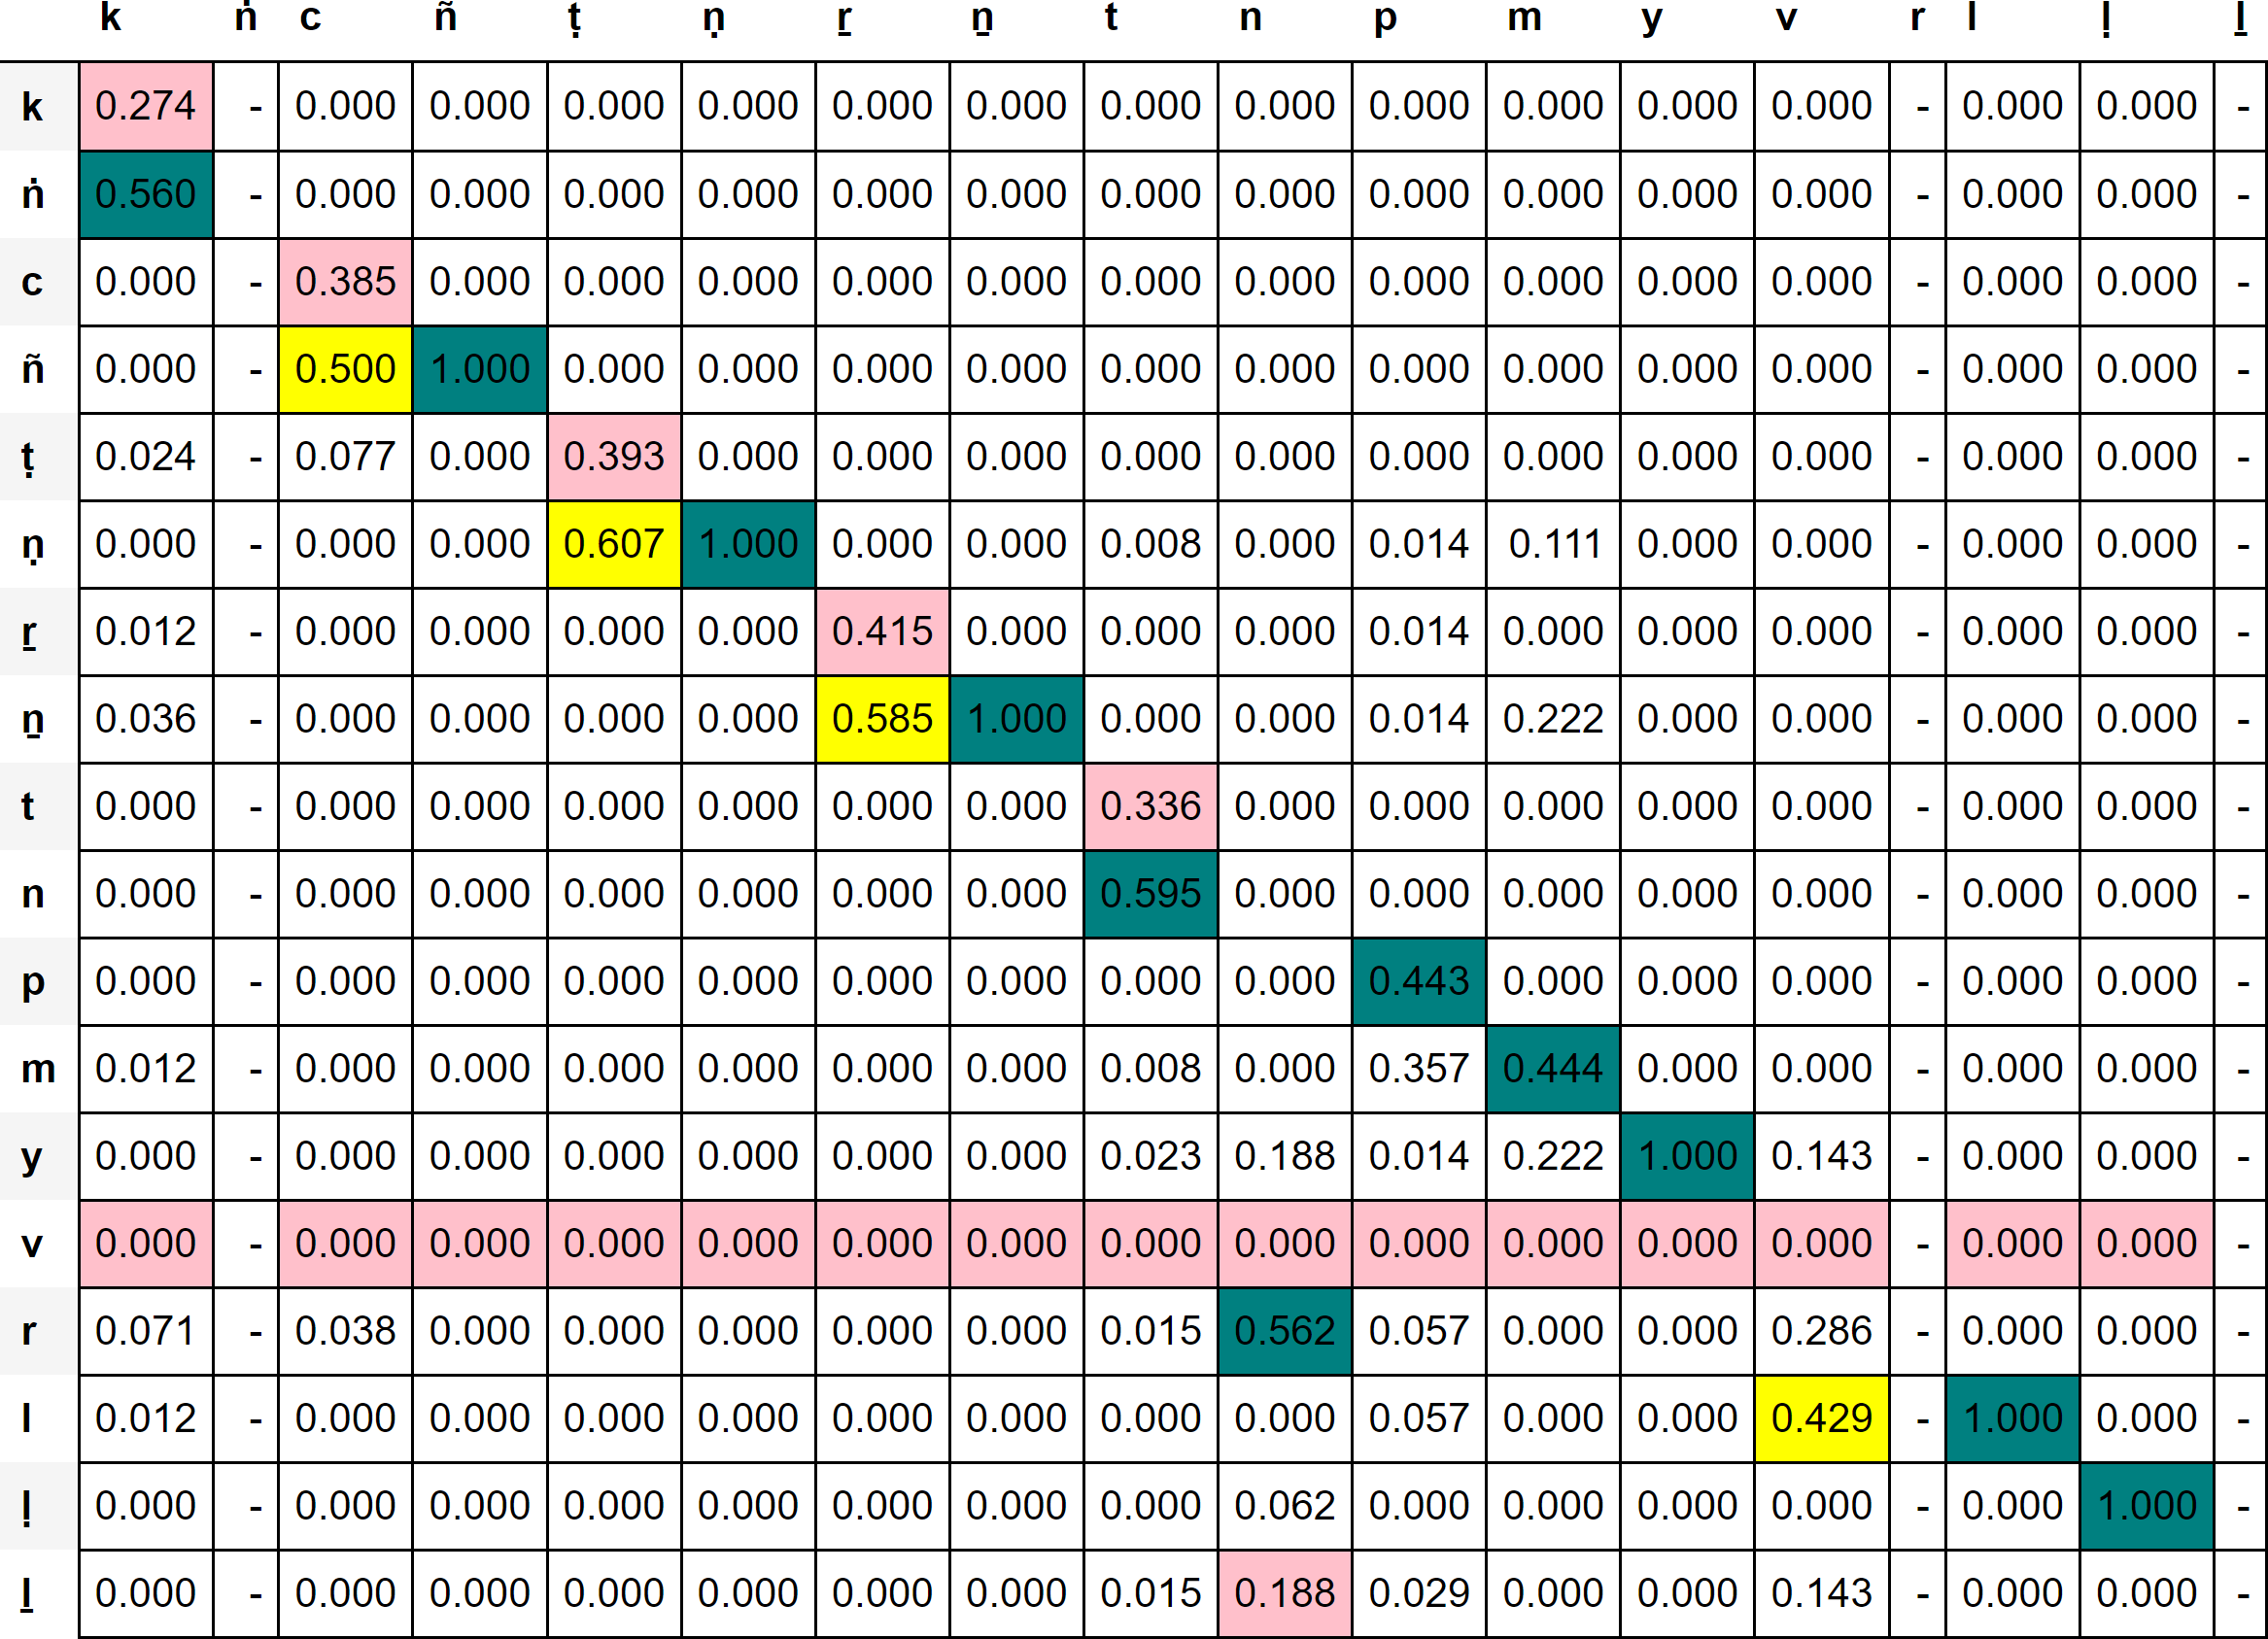 k ṅ c ñ ṭ ṇ ṟ ṉ t n p m y v r l ḷ ḻ
k 0.274 - 0.000 0.000 0.000 0.000 0.000 0.000 0.000 0.000 0.000 0.000 0.000 0.000 - 0.000 0.000 -
ṅ 0.560 - 0.000 0.000 0.000 0.000 0.000 0.000 0.000 0.000 0.000 0.000 0.000 0.000 - 0.000 0.000 -
c 0.000 - 0.385 0.000 0.000 0.000 0.000 0.000 0.000 0.000 0.000 0.000 0.000 0.000 - 0.000 0.000 -
ñ 0.000 - 0.500 1.000 0.000 0.000 0.000 0.000 0.000 0.000 0.000 0.000 0.000 0.000 - 0.000 0.000 -
ṭ 0.024 - 0.077 0.000 0.393 0.000 0.000 0.000 0.000 0.000 0.000 0.000 0.000 0.000 - 0.000 0.000 -
ṇ 0.000 - 0.000 0.000 0.607 1.000 0.000 0.000 0.008 0.000 0.014 0.111 0.000 0.000 - 0.000 0.000 -
ṟ 0.012 - 0.000 0.000 0.000 0.000 0.415 0.000 0.000 0.000 0.014 0.000 0.000 0.000 - 0.000 0.000 -
ṉ 0.036 - 0.000 0.000 0.000 0.000 0.585 1.000 0.000 0.000 0.014 0.222 0.000 0.000 - 0.000 0.000 -
t 0.000 - 0.000 0.000 0.000 0.000 0.000 0.000 0.336 0.000 0.000 0.000 0.000 0.000 - 0.000 0.000 -
n 0.000 - 0.000 0.000 0.000 0.000 0.000 0.000 0.595 0.000 0.000 0.000 0.000 0.000 - 0.000 0.000 -
p 0.000 - 0.000 0.000 0.000 0.000 0.000 0.000 0.000 0.000 0.443 0.000 0.000 0.000 - 0.000 0.000 -
m 0.012 - 0.000 0.000 0.000 0.000 0.000 0.000 0.008 0.000 0.357 0.444 0.000 0.000 - 0.000 0.000 -
y 0.000 - 0.000 0.000 0.000 0.000 0.000 0.000 0.023 0.188 0.014 0.222 1.000 0.143 - 0.000 0.000 -
v 0.000 - 0.000 0.000 0.000 0.000 0.000 0.000 0.000 0.000 0.000 0.000 0.000 0.000 - 0.000 0.000 -
r 0.071 - 0.038 0.000 0.000 0.000 0.000 0.000 0.015 0.562 0.057 0.000 0.000 0.286 - 0.000 0.000 -
l 0.012 - 0.000 0.000 0.000 0.000 0.000 0.000 0.000 0.000 0.057 0.000 0.000 0.429 - 1.000 0.000 -
ḷ 0.000 - 0.000 0.000 0.000 0.000 0.000 0.000 0.000 0.062 0.000 0.000 0.000 0.000 - 0.000 1.000 -
ḻ 0.000 - 0.000 0.000 0.000 0.000 0.000 0.000 0.015 0.188 0.029 0.000 0.000 0.143 - 0.000 0.000 -